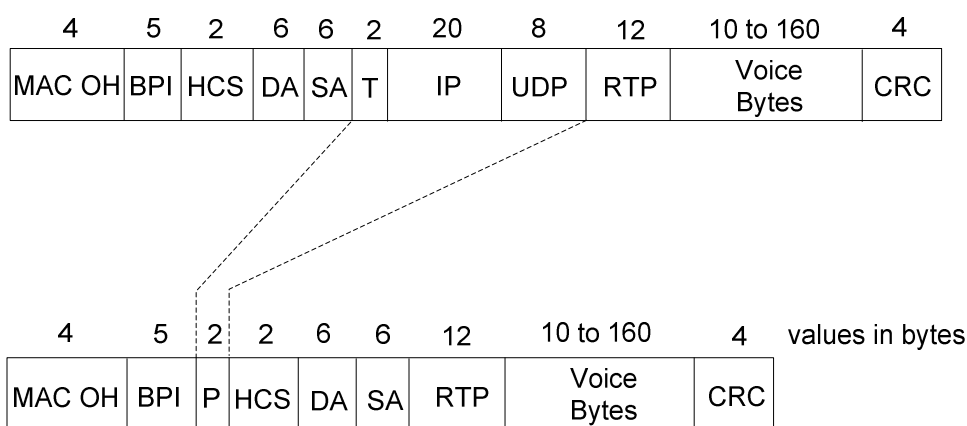 4 5 2 6 6 2 20 8 12 10 to 160 4
MAC OH BPI HCS DA SA T IP UDP RTP Voice Bytes CRC
4 5 2 2 6 6 12 10 to 160 4 values in bytes
MAC OH BPI P HCS DA SA RTP Voice Bytes CRC